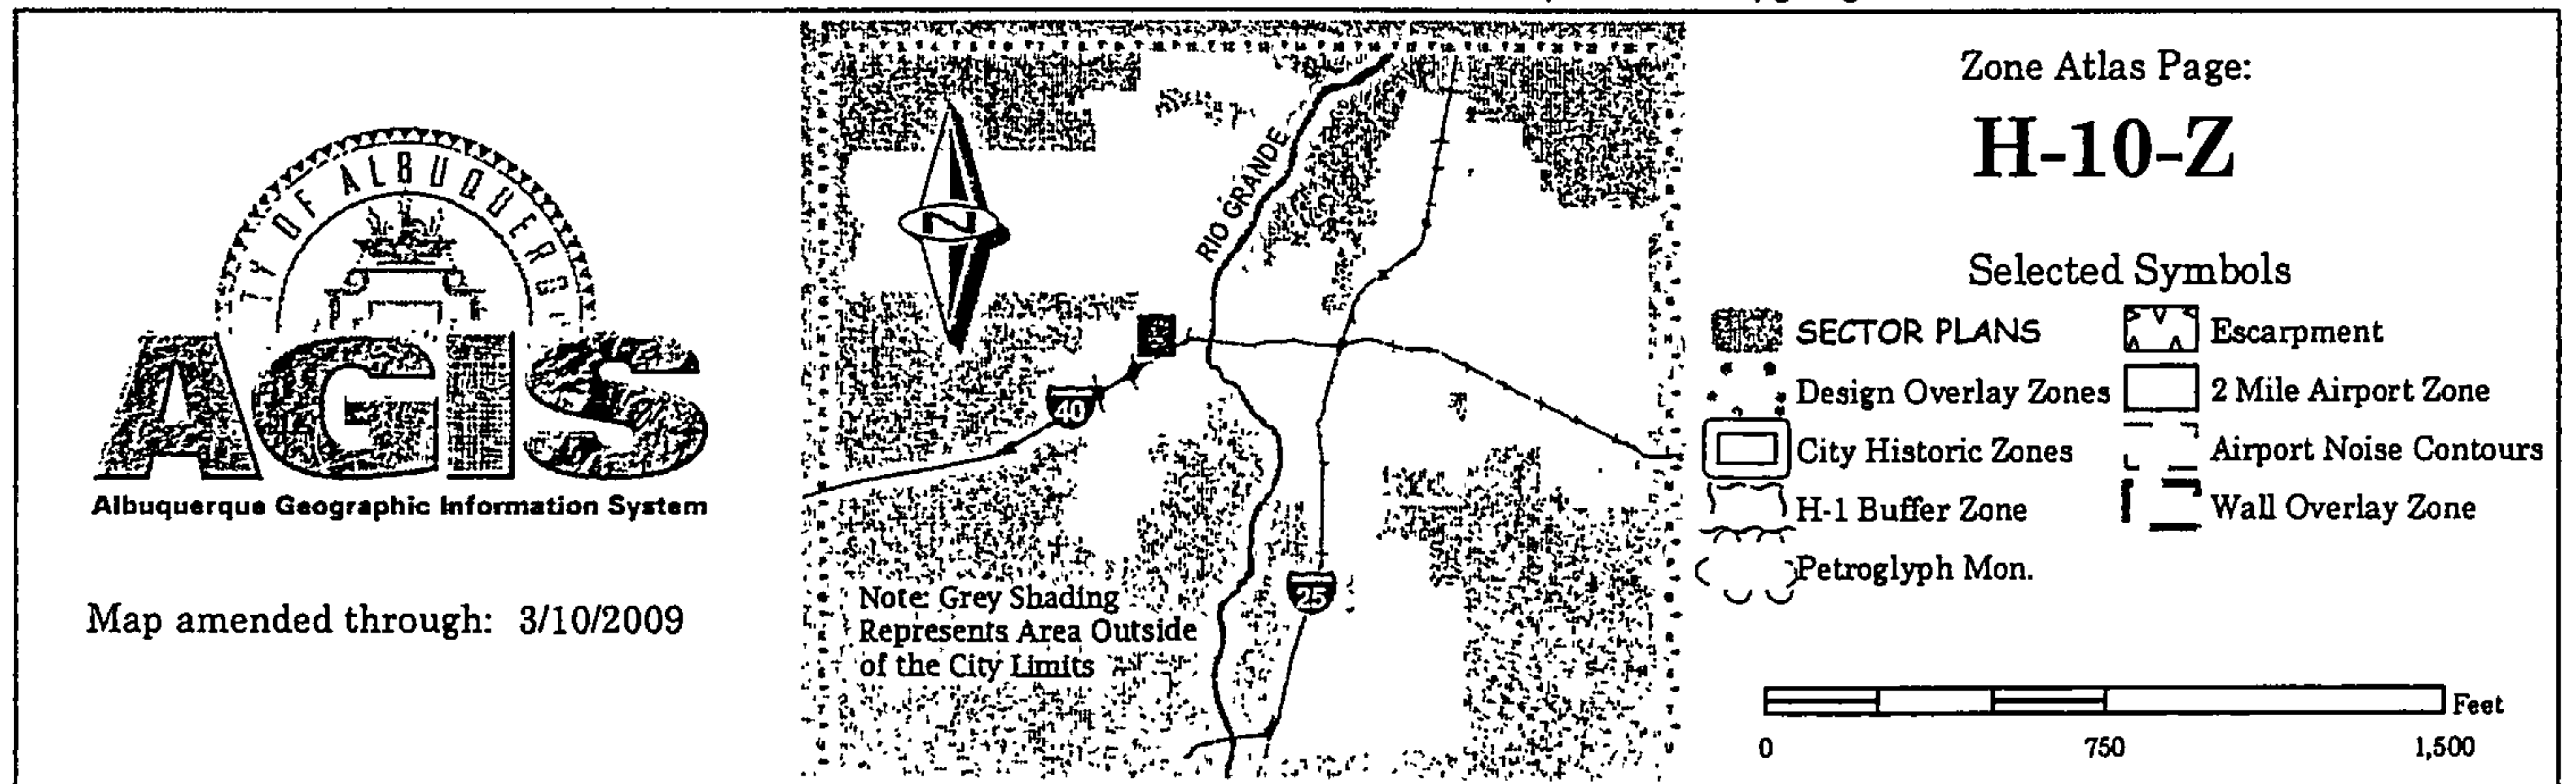 TY OF ALBUQUERQ
AGIS
Albuquerque Geographic Information System
Map amended through: 3/10/2009
N
RIO GRANDE
40
25
Note: Grey Shading
Represents Area Outside
of the City Limits
Zone Atlas Page:
H-10-Z
Selected Symbols
SECTOR PLANS
Design Overlay Zones
City Historic Zones
H-1 Buffer Zone
Petroglyph Mon.
Escarpment
2 Mile Airport Zone
Airport Noise Contours
Wall Overlay Zone
Feet
0 750 1,500